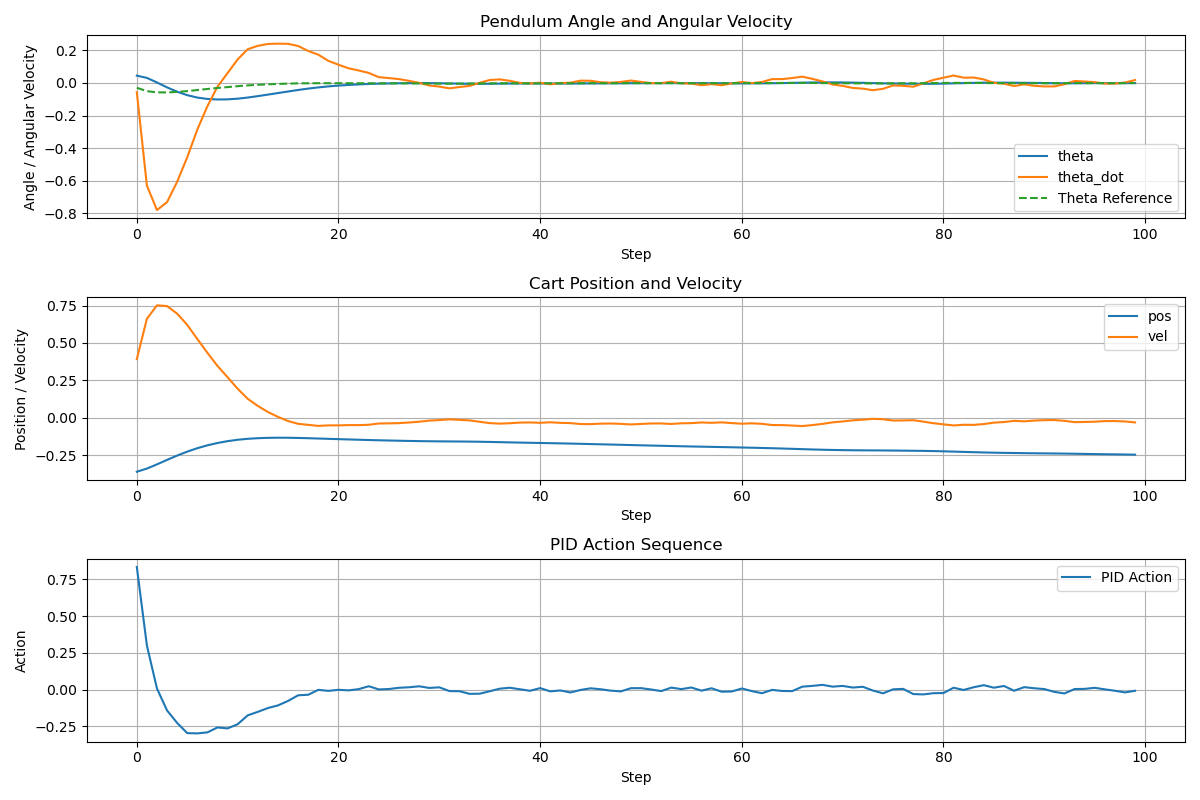 Pendulum Angle and Angular Velocity
Angle / Angular Velocity
0.2
0.0
−0.2
−0.4
−0.6
−0.8
theta
theta_dot
Theta Reference
0 20 40 60 80 100
Step
Cart Position and Velocity
Position / Velocity
0.75
0.50
0.25
0.00
−0.25
pos
vel
0 20 40 60 80 100
Step
PID Action Sequence
Action
0.75
0.50
0.25
0.00
−0.25
PID Action
0 20 40 60 80 100
Step